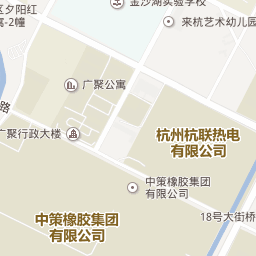 金沙湖实验学校
区夕阳红
寓-2幢
来杭艺术幼儿园
广聚公寓
路
广聚行政大楼
杭州杭联热电
有限公司
中策橡胶集团
有限公司
中策橡胶集团
有限公司
18号大街桥